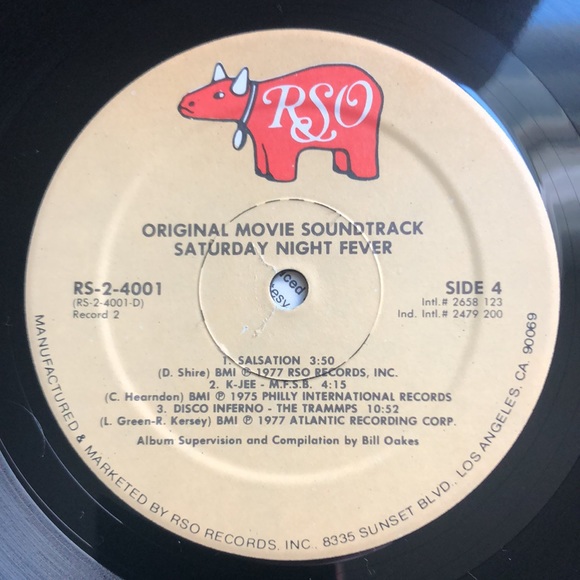 RSO
ORIGINAL MOVIE SOUNDTRACK
SATURDAY NIGHT FEVER
RS-2-4001
(RS-2-4001-D)
Record 2
SIDE 4
Intl.# 2658 123
Ind. Intl.# 2479 200
1. SALSATION 3:50
(D. Shire) BMI ℗ 1977 RSO RECORDS, INC.
2. K-JEE - M.F.S.B. 4:15
(C. Hearndon) BMI ℗ 1975 PHILLY INTERNATIONAL RECORDS
3. DISCO INFERNO - THE TRAMMPS 10:52
(L. Green-R. Kersey) BMI ℗ 1977 ATLANTIC RECORDING CORP.
Album Supervision and Compilation by Bill Oakes
MANUFACTURED & MARKETED BY RSO RECORDS, INC., 8335 SUNSET BLVD., LOS ANGELES, CA. 90069